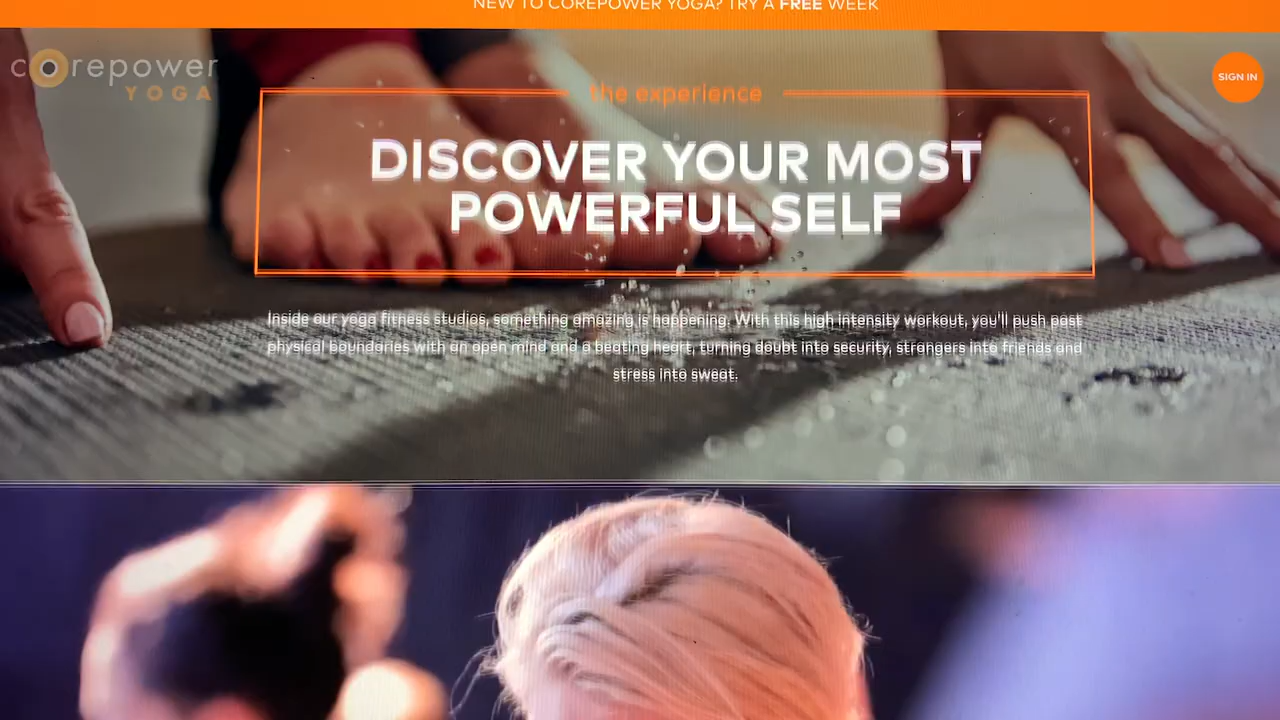 NEW TO COREPOWER YOGA? TRY A FREE WEEK
corepower
YOGA
SIGN IN
the experience
DISCOVER YOUR MOST
POWERFUL SELF
Inside our yoga fitness studios, something amazing is happening. With this high intensity workout, you'll push past
physical boundaries with an open mind and a beating heart, turning doubt into security, strangers into friends and
stress into sweat.